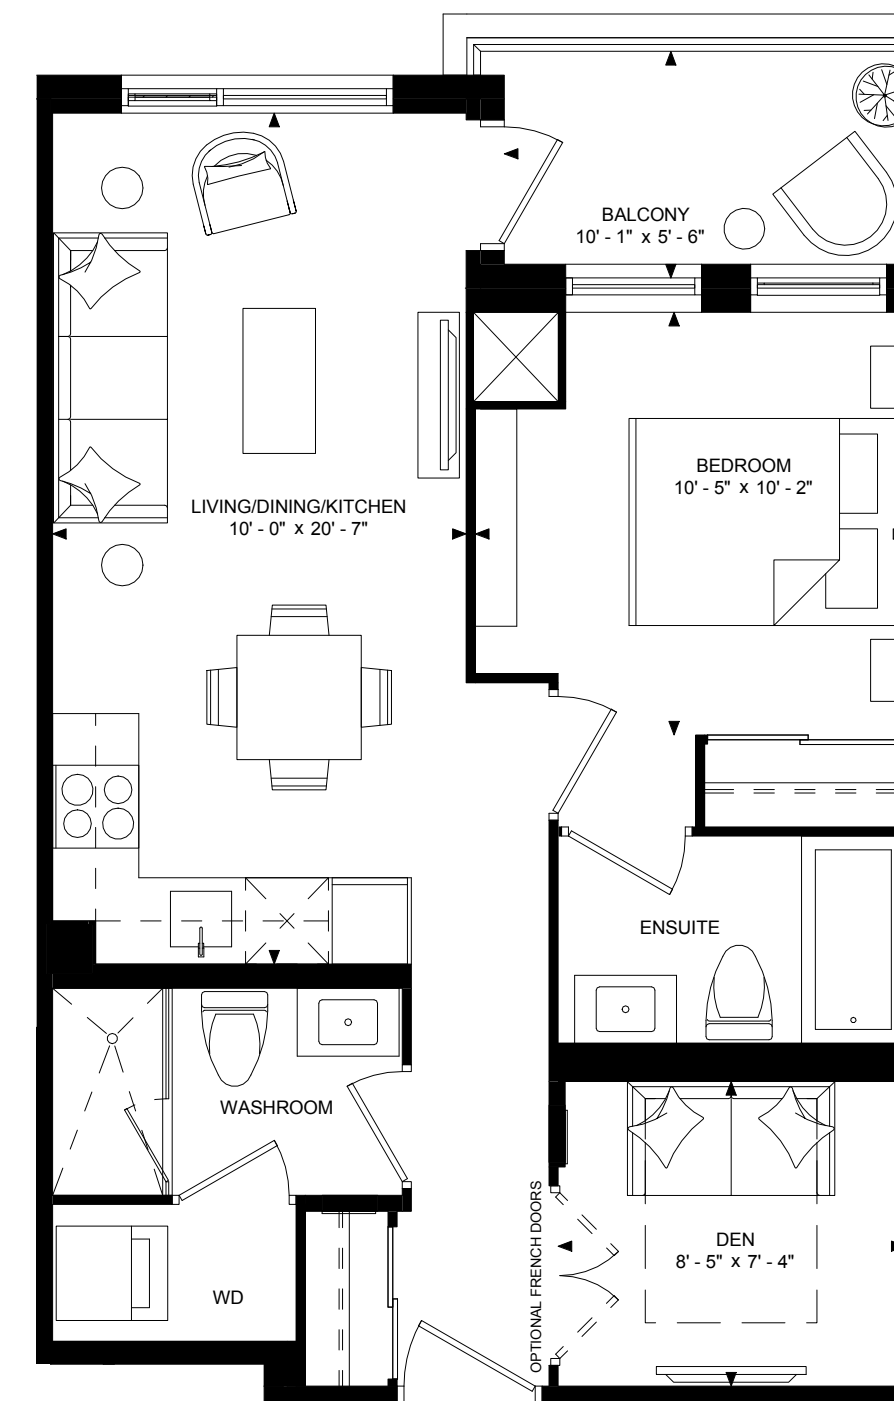 BALCONY
10' - 1" x 5' - 6"
BEDROOM
10' - 5" x 10' - 2"
LIVING/DINING/KITCHEN
10' - 0" x 20' - 7"
ENSUITE
WASHROOM
OPTIONAL FRENCH DOORS
DEN
8' - 5" x 7' - 4"
WD